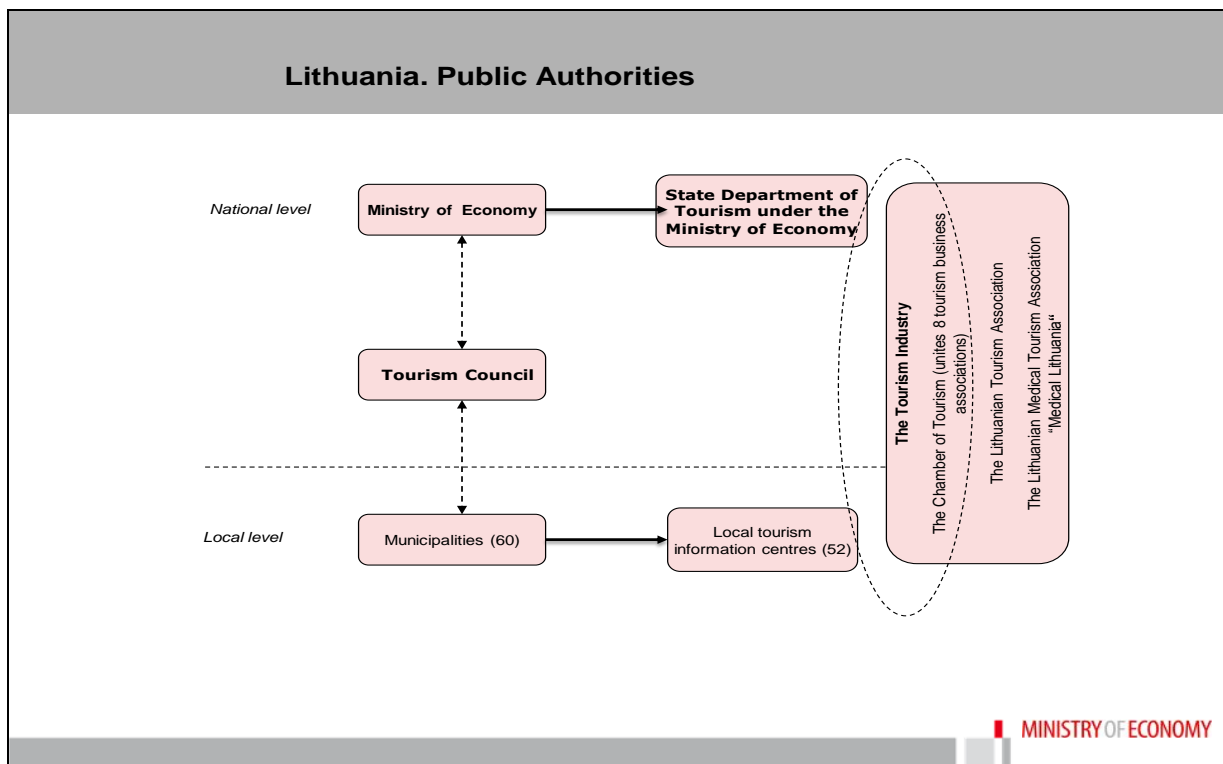 Lithuania. Public Authorities
National level
Ministry of Economy
State Department of
Tourism under the
Ministry of Economy
Tourism Council
Local level
Municipalities (60)
Local tourism
information centres (52)
The Tourism Industry
The Chamber of Tourism (unites 8 tourism business
associations)
The Lithuanian Tourism Association
The Lithuanian Medical Tourism Association
"Medical Lithuania“
MINISTRY OF ECONOMY